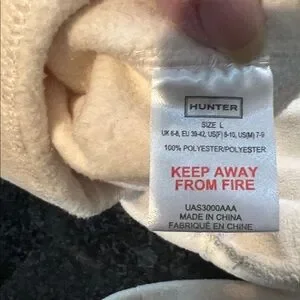 HUNTER
SIZE L
UK 6-8, EU 39-42, US(F) 8-10, US(M) 7-9
100% POLYESTER/POLYESTER
KEEP AWAY
FROM FIRE
UAS3000AAA
MADE IN CHINA
FABRIQUÉ EN CHINE